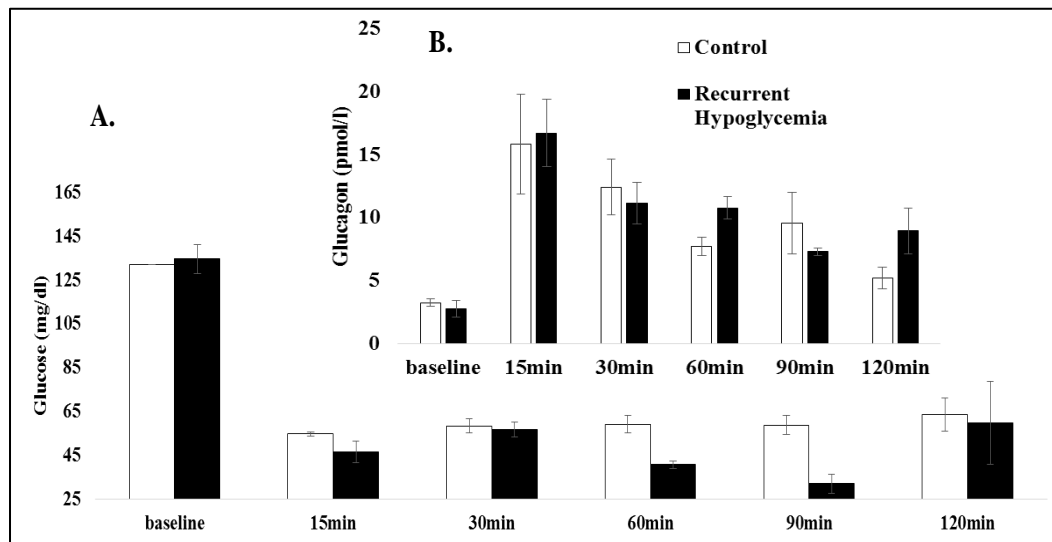 25
B.
Control
20
Recurrent
Hypoglycemia
A.
15
Glucagon (pmol/l)
10
5
0
baseline 15min 30min 60min 90min 120min
165
145
125
105
85
65
45
25
Glucose (mg/dl)
baseline 15min 30min 60min 90min 120min